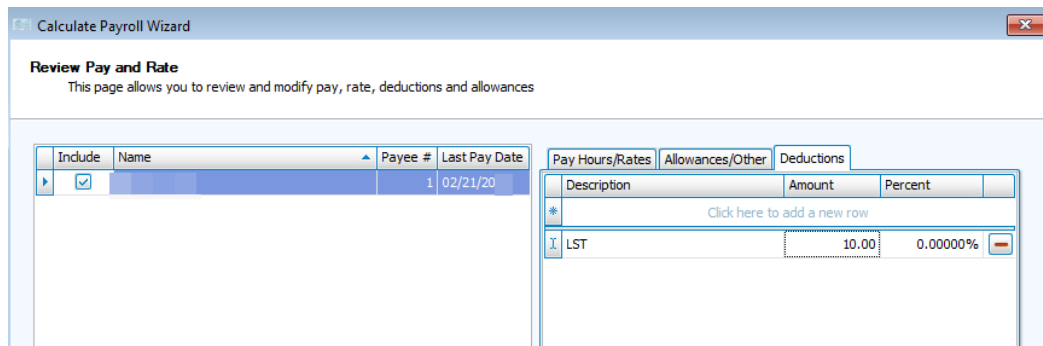 Calculate Payroll Wizard
Review Pay and Rate
This page allows you to review and modify pay, rate, deductions and allowances
Include Name Payee # Last Pay Date
1 02/21/20
Pay Hours/Rates Allowances/Other Deductions
Description Amount Percent
Click here to add a new row
LST 10.00 0.00000%